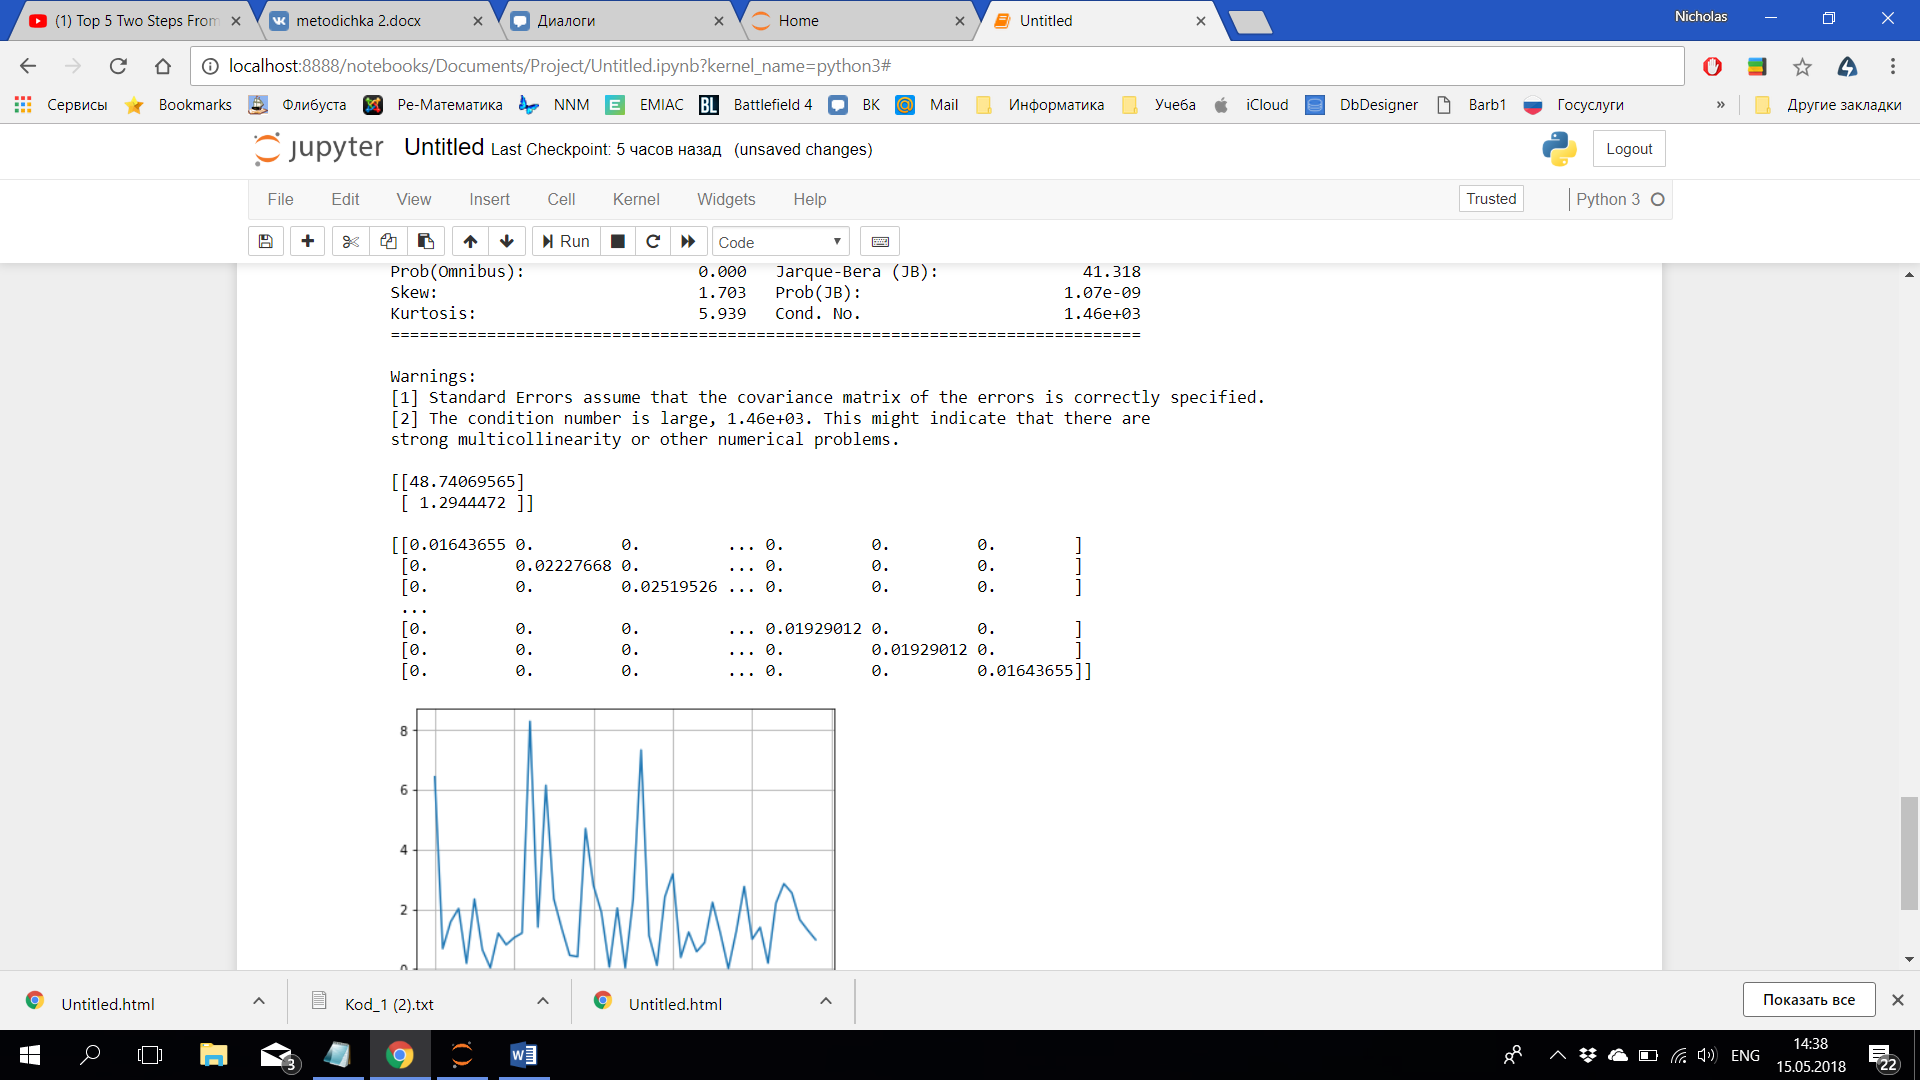 (1) Top 5 Two Steps From metodichka 2.docx Диалоги Home Untitled Nicholas
localhost:8888/notebooks/Documents/Project/Untitled.ipynb?kernel_name=python3#
Сервисы Bookmarks Флибуста Ре-Математика NNM EMIAC Battlefield 4 ВК Mail Информатика Учеба iCloud DbDesigner Barb1 Госуслуги » Другие закладки
jupyter Untitled Last Checkpoint: 5 часов назад (unsaved changes) Logout
File Edit View Insert Cell Kernel Widgets Help Trusted Python 3
Run Code
Prob(Omnibus): 0.000 Jarque-Bera (JB): 41.318
Skew: 1.703 Prob(JB): 1.07e-09
Kurtosis: 5.939 Cond. No. 1.46e+03
==============================================================================
Warnings:
[1] Standard Errors assume that the covariance matrix of the errors is correctly specified.
[2] The condition number is large, 1.46e+03. This might indicate that there are
strong multicollinearity or other numerical problems.
[[48.74069565]
[ 1.2944472 ]]
[[0.01643655 0. 0. ... 0. 0. 0. ]
[0. 0.02227668 0. ... 0. 0. 0. ]
[0. 0. 0.02519526 ... 0. 0. 0. ]
...
[0. 0. 0. ... 0.01929012 0. 0. ]
[0. 0. 0. ... 0. 0.01929012 0. ]
[0. 0. 0. ... 0. 0. 0.01643655]]
8
6
4
2
0
Untitled.html Kod_1 (2).txt Untitled.html Показать все
3 ENG 14:38
15.05.2018 22